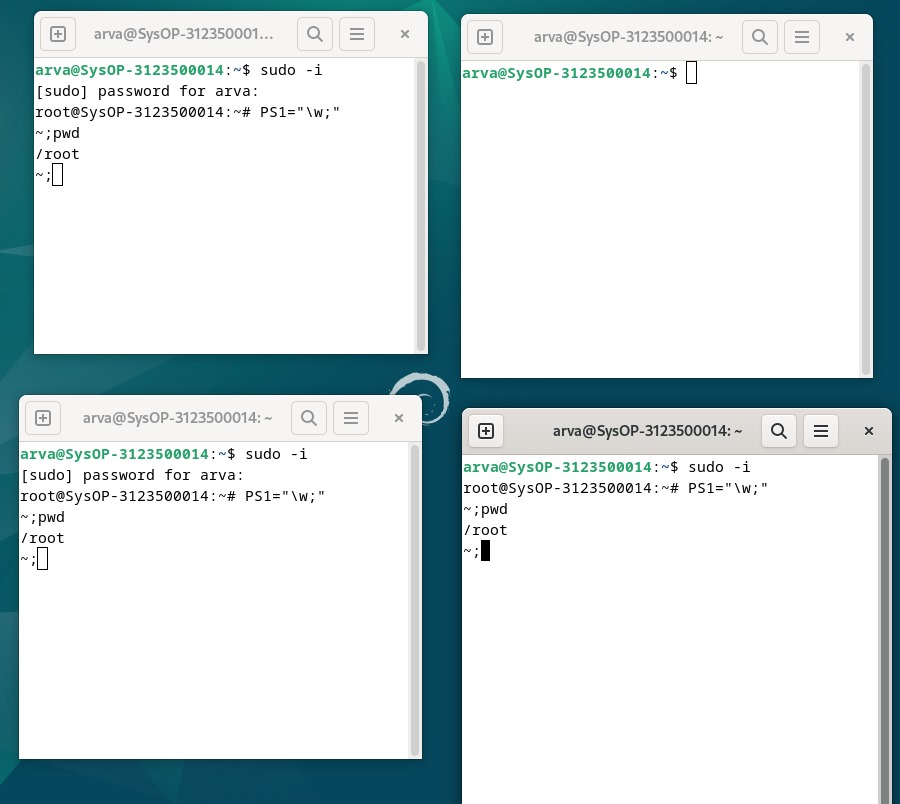 arva@SysOP-312350001...
arva@SysOP-3123500014:~$ sudo -i
[sudo] password for arva:
root@SysOP-3123500014:~# PS1="\w;"
~;pwd
/root
~;
arva@SysOP-3123500014: ~
arva@SysOP-3123500014:~$
arva@SysOP-3123500014: ~
arva@SysOP-3123500014:~$ sudo -i
[sudo] password for arva:
root@SysOP-3123500014:~# PS1="\w;"
~;pwd
/root
~;
arva@SysOP-3123500014: ~
arva@SysOP-3123500014:~$ sudo -i
root@SysOP-3123500014:~# PS1="\w;"
~;pwd
/root
~;